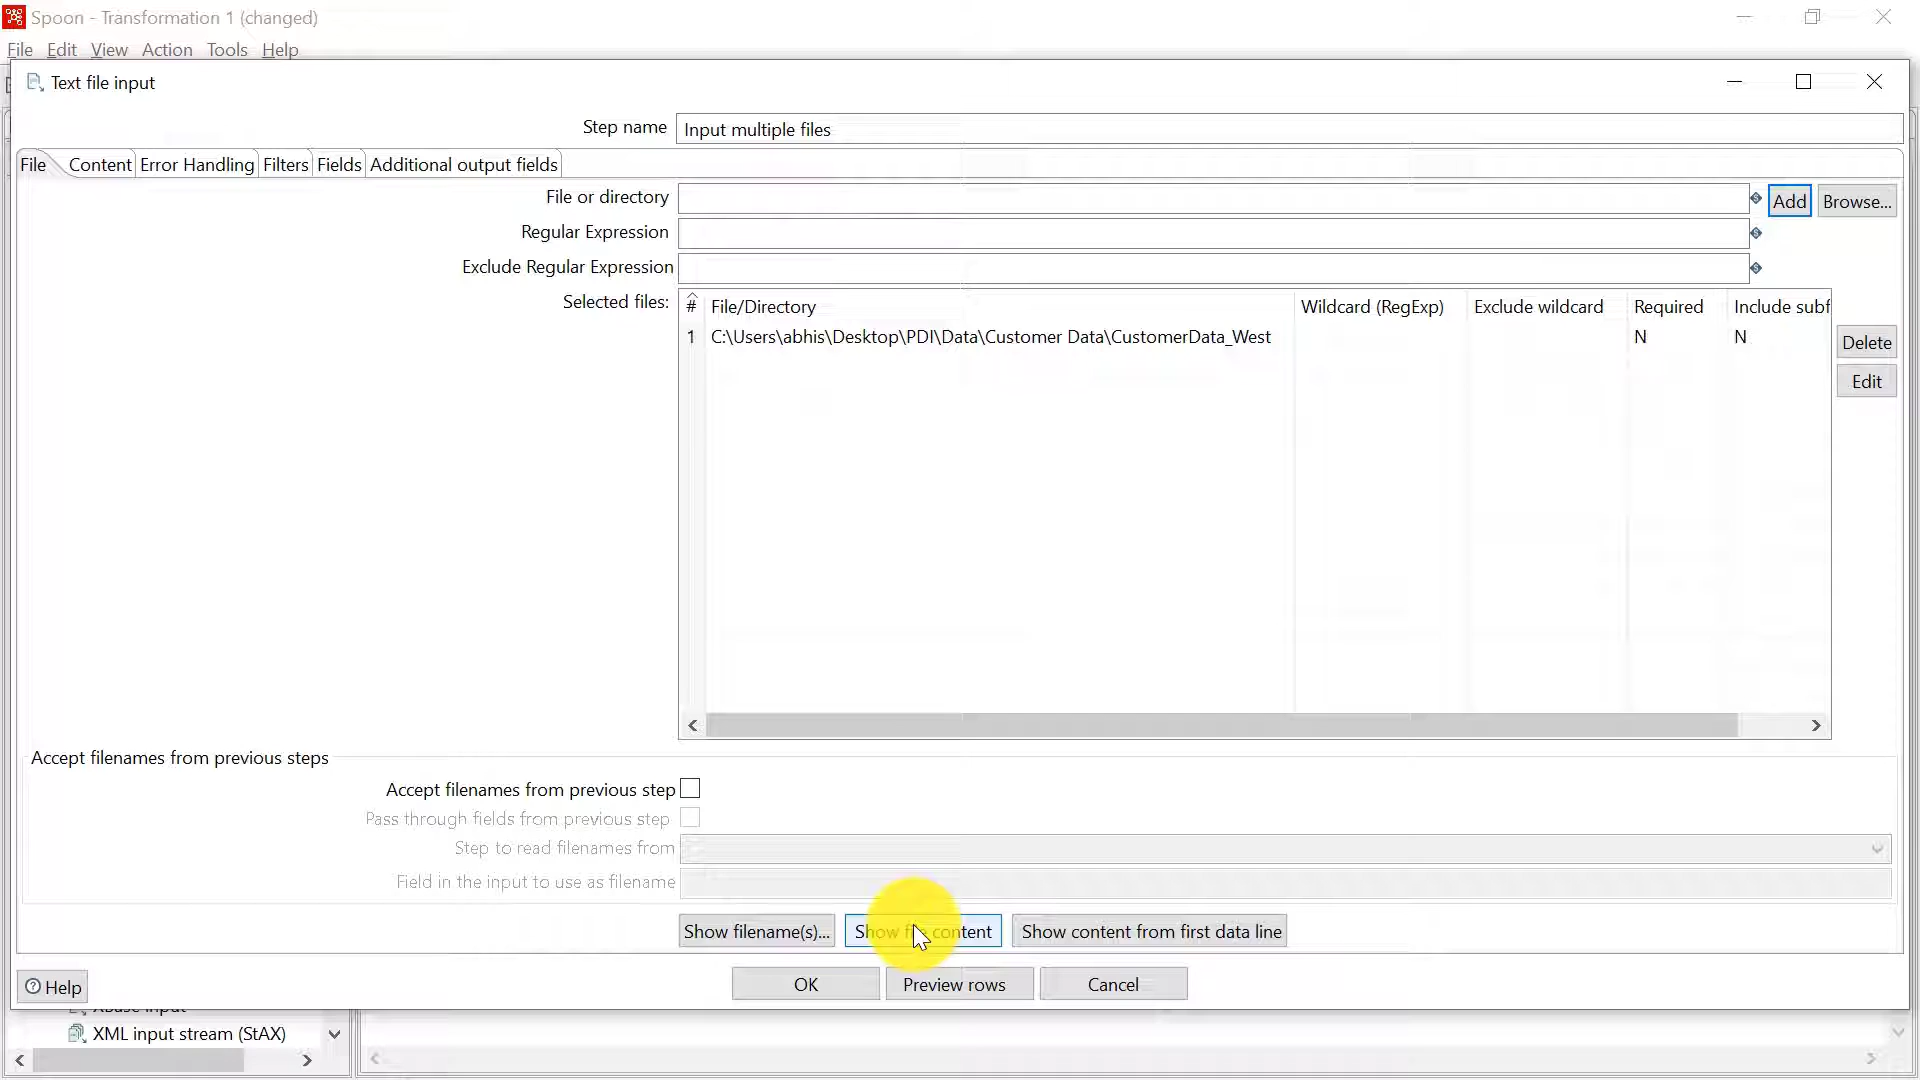 Spoon - Transformation 1 (changed)
File Edit View Action Tools Help
Text file input
Step name Input multiple files
File Content Error Handling Filters Fields Additional output fields
File or directory Add Browse...
Regular Expression
Exclude Regular Expression
Selected files: # File/Directory Wildcard (RegExp) Exclude wildcard Required Include subf
1 C:\Users\abhis\Desktop\PDI\Data\Customer Data\CustomerData_West N N
Delete
Edit
Accept filenames from previous steps
Accept filenames from previous step
Pass through fields from previous step
Step to read filenames from
Field in the input to use as filename
Show filename(s)... Show file content Show content from first data line
Help OK Preview rows Cancel
Xbase input
XML input stream (StAX)